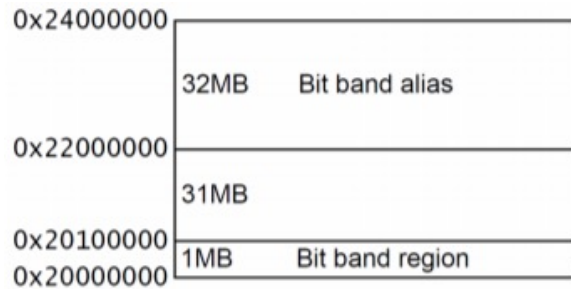 0x24000000
32MB Bit band alias
0x22000000
31MB
0x20100000
1MB Bit band region
0x20000000